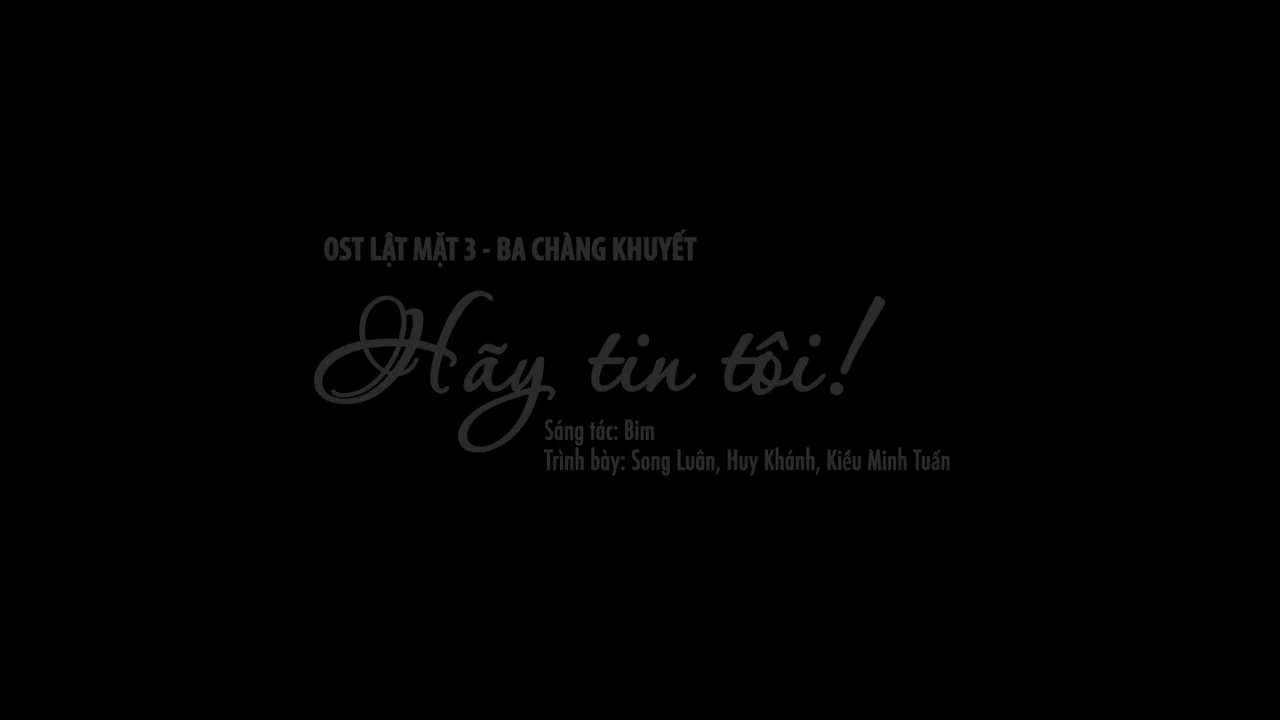 OST LẬT MẶT 3 - BA CHÀNG KHUYẾT
Hãy tin tôi!
Sáng tác: Bim
Trình bày: Song Luân, Huy Khánh, Kiều Minh Tuấn